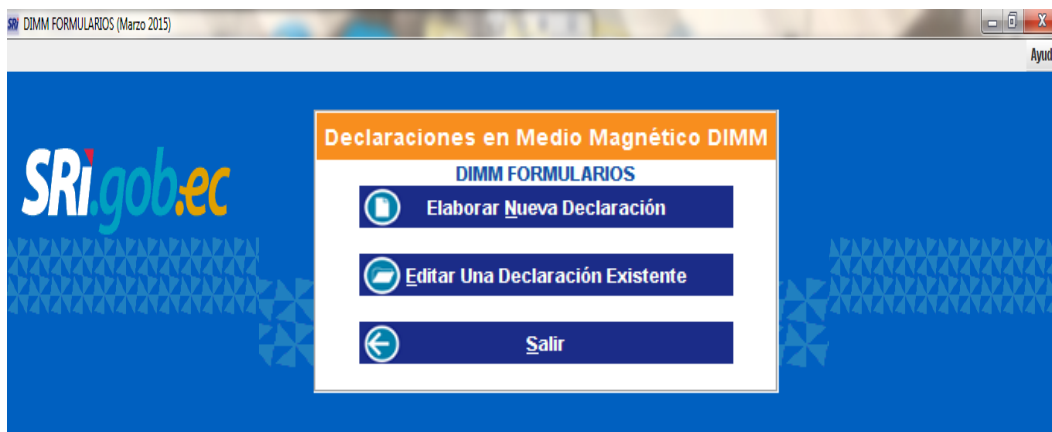 SRi DIMM FORMULARIOS (Marzo 2015)
Ayud
SRi.gob.ec
Declaraciones en Medio Magnético DIMM
DIMM FORMULARIOS
Elaborar Nueva Declaración
Editar Una Declaración Existente
Salir